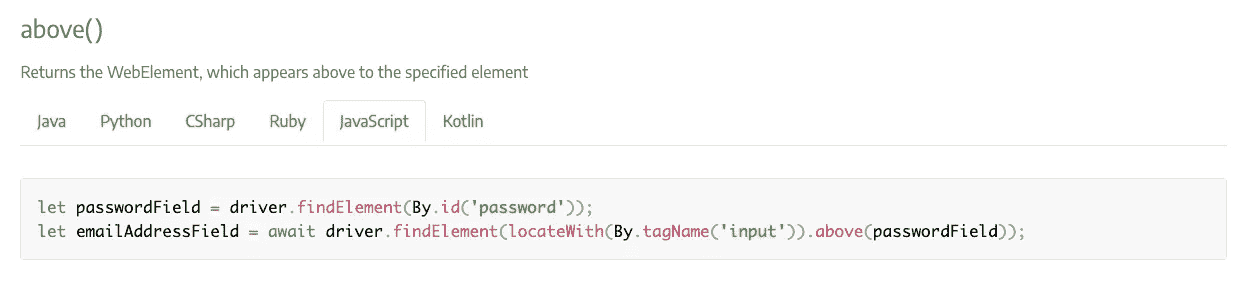 above()
Returns the WebElement, which appears above to the specified element
Java Python CSharp Ruby JavaScript Kotlin
let passwordField = driver.findElement(By.id('password'));
let emailAddressField = await driver.findElement(locateWith(By.tagName('input')).above(passwordField));